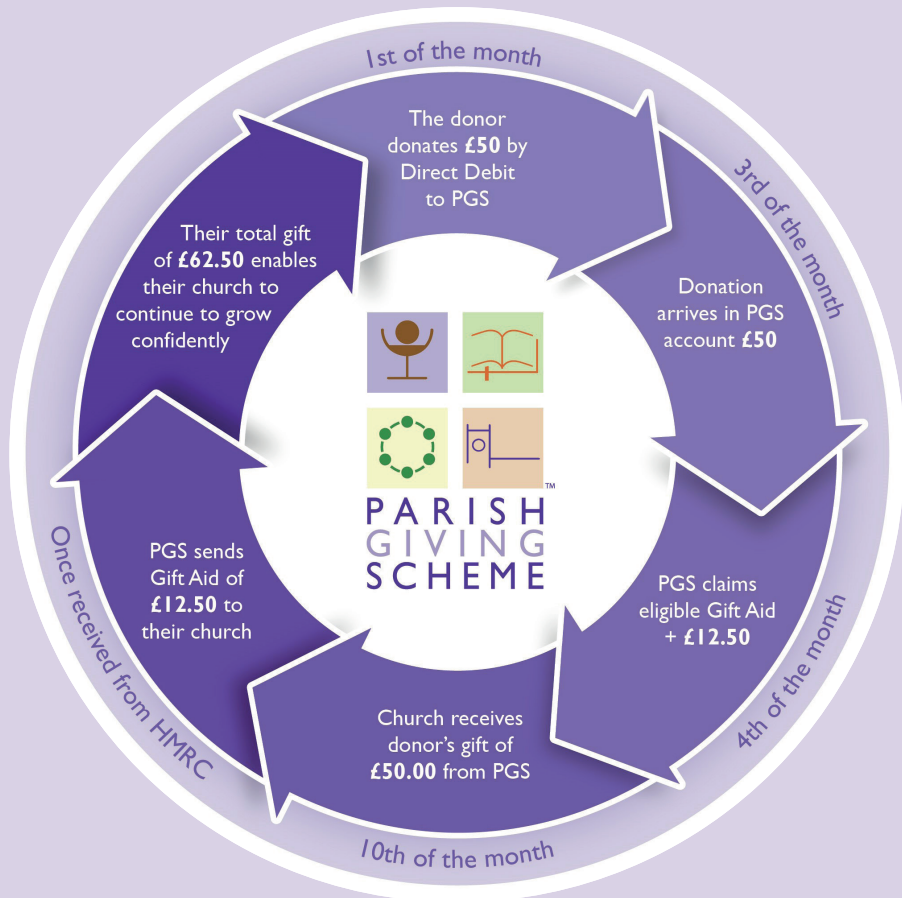 1st of the month
The donor
donates £50 by
Direct Debit
to PGS
3rd of the month
Donation
arrives in PGS
account £50
4th of the month
PGS claims
eligible Gift Aid
+ £12.50
10th of the month
Church receives
donor's gift of
£50.00 from PGS
Once received from HMRC
PGS sends
Gift Aid of
£12.50 to
their church
Their total gift
of £62.50 enables
their church to
continue to grow
confidently
PARISH
GIVING
SCHEME
TM